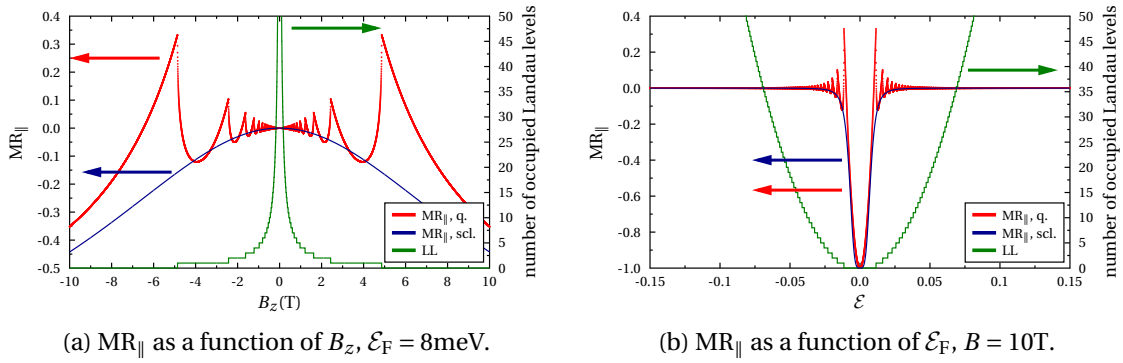 0.4
0.3
0.2
0.1
0.0
-0.1
-0.2
-0.3
-0.4
-0.5
MR∥
-10 -8 -6 -4 -2 0 2 4 6 8 10
B_z(T)
50
45
40
35
30
25
20
15
10
5
0
number of occupied Landau levels
MR∥, q.
MR∥, scl.
LL
(a) MR∥ as a function of B_z, ℰ_F = 8meV.
0.4
0.2
0.0
-0.2
-0.4
-0.6
-0.8
-1.0
MR∥
-0.15 -0.10 -0.05 0.00 0.05 0.10 0.15
ℰ
50
45
40
35
30
25
20
15
10
5
0
number of occupied Landau levels
MR∥, q.
MR∥, scl.
LL
(b) MR∥ as a function of ℰ_F, B = 10T.